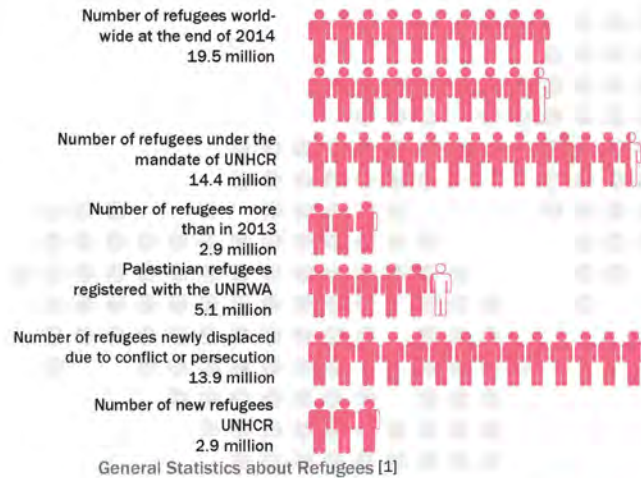 Number of refugees world-
wide at the end of 2014
19.5 million
Number of refugees under the
mandate of UNHCR
14.4 million
Number of refugees more
than in 2013
2.9 million
Palestinian refugees
registered with the UNRWA
5.1 million
Number of refugees newly displaced
due to conflict or persecution
13.9 million
Number of new refugees
UNHCR
2.9 million
General Statistics about Refugees [1]